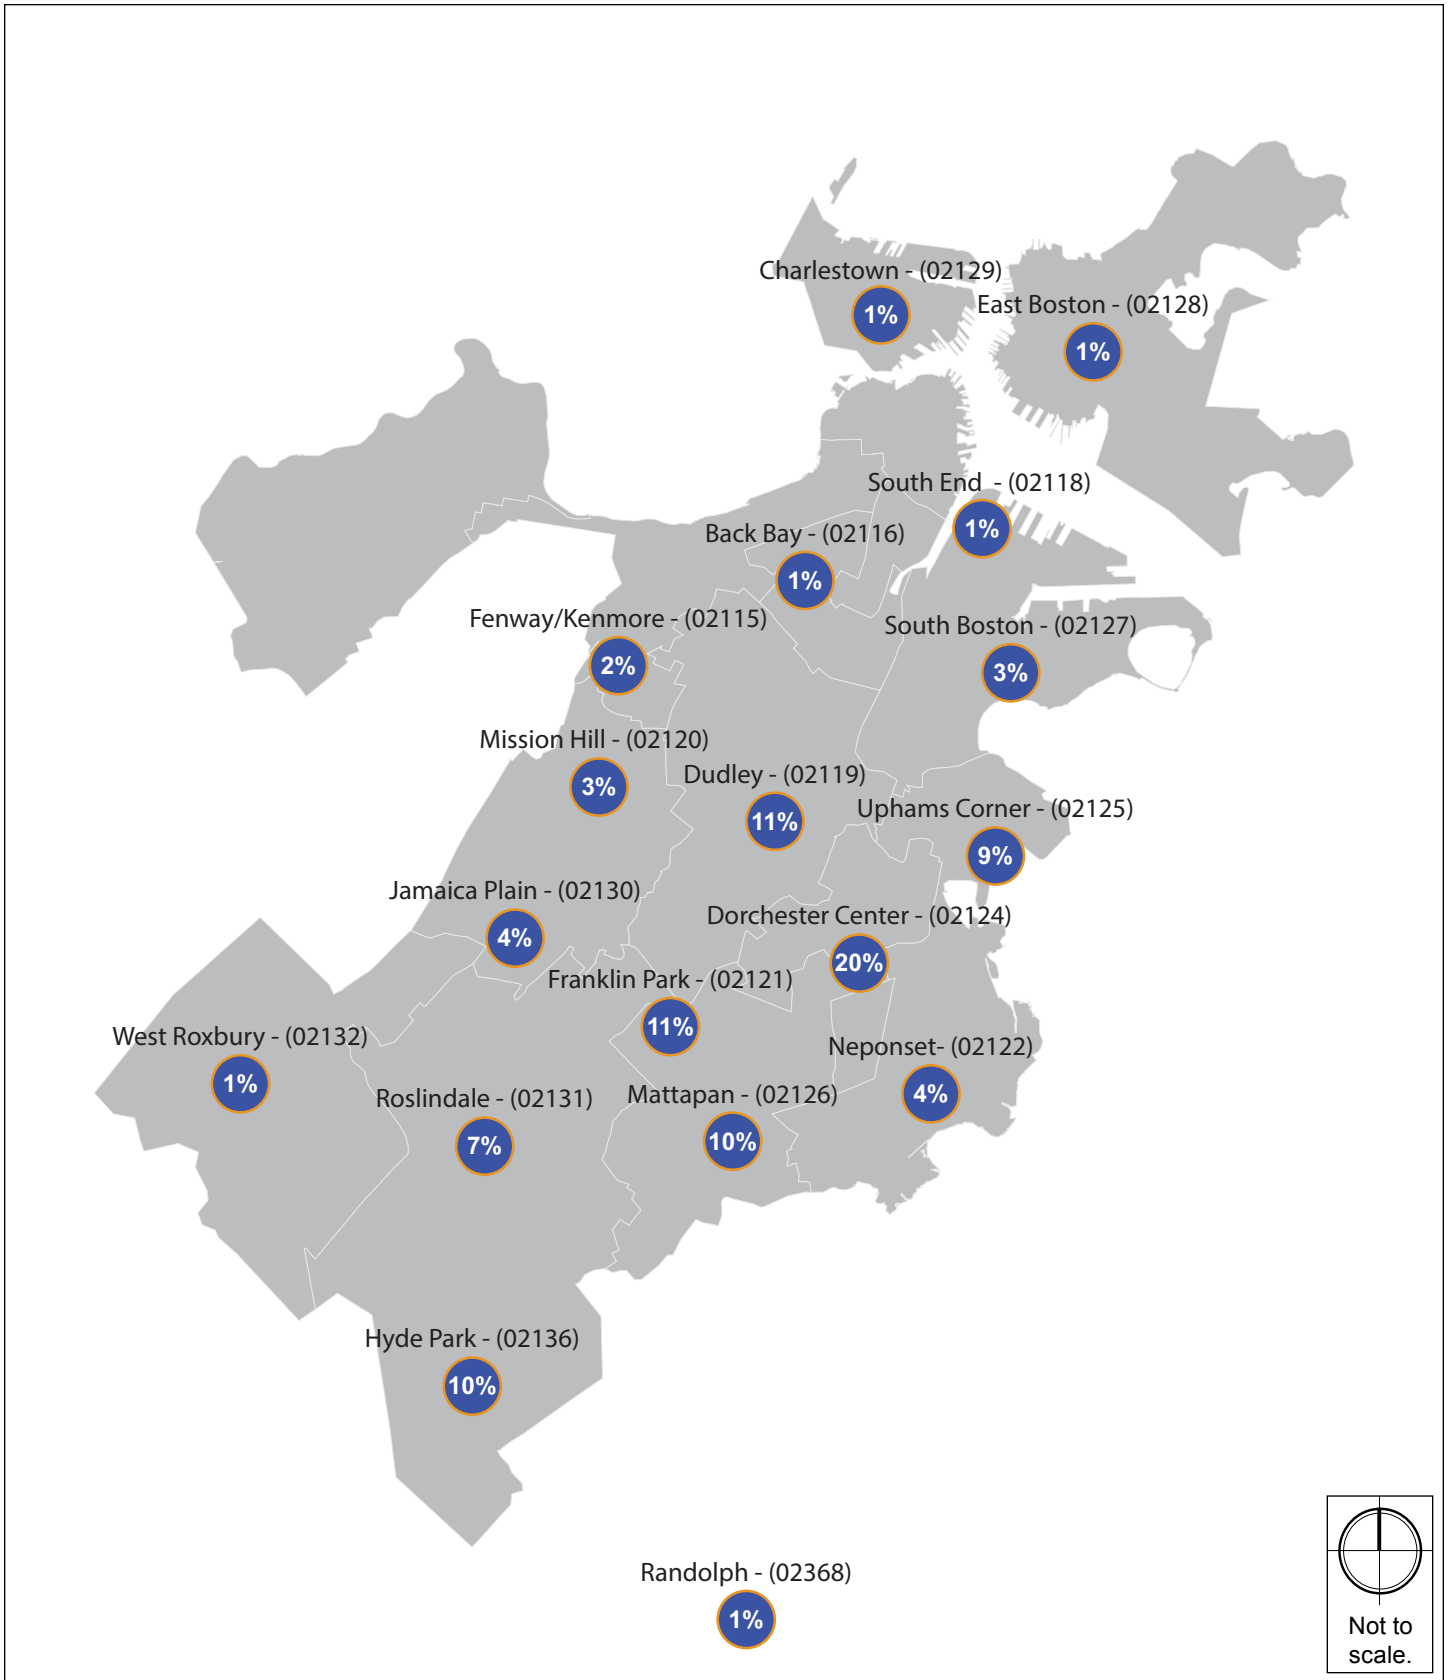 Charlestown - (02129)
1%
East Boston - (02128)
1%
South End  - (02118)
1%
Back Bay - (02116)
1%
Fenway/Kenmore - (02115)
2%
South Boston - (02127)
3%
Mission Hill - (02120)
3%
Dudley - (02119)
11%
Uphams Corner - (02125)
9%
Jamaica Plain - (02130)
4%
Dorchester Center - (02124)
20%
Franklin Park - (02121)
11%
West Roxbury - (02132)
1%
Neponset- (02122)
4%
Roslindale - (02131)
7%
Mattapan - (02126)
10%
Hyde Park - (02136)
10%
Randolph - (02368)
1%
Not to
scale.